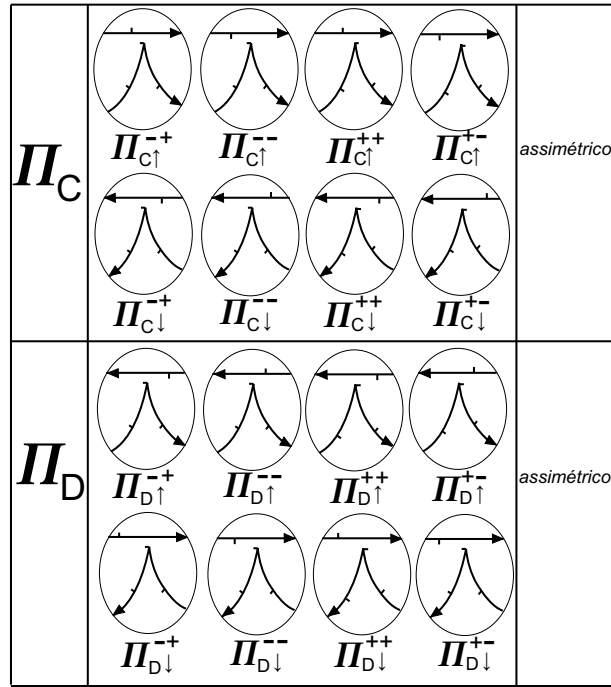 Π_C
Π_C↑^-+ Π_C↑^-- Π_C↑^++ Π_C↑^+-
assimétrico
Π_C↓^-+ Π_C↓^-- Π_C↓^++ Π_C↓^+-
Π_D
Π_D↑^-+ Π_D↑^-- Π_D↑^++ Π_D↑^+-
assimétrico
Π_D↓^-+ Π_D↓^-- Π_D↓^++ Π_D↓^+-